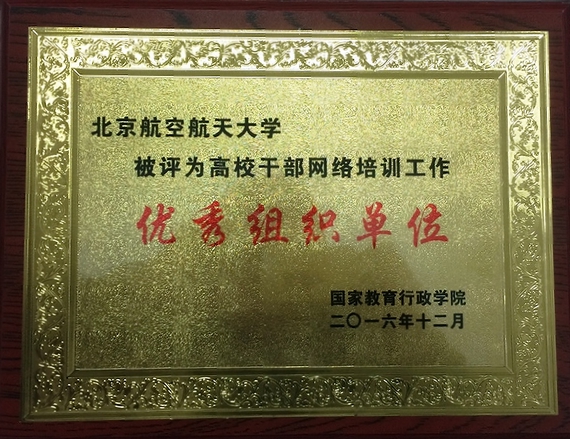 北京航空航天大学
被评为高校干部网络培训工作
优秀组织单位
国家教育行政学院
二〇一六年十二月